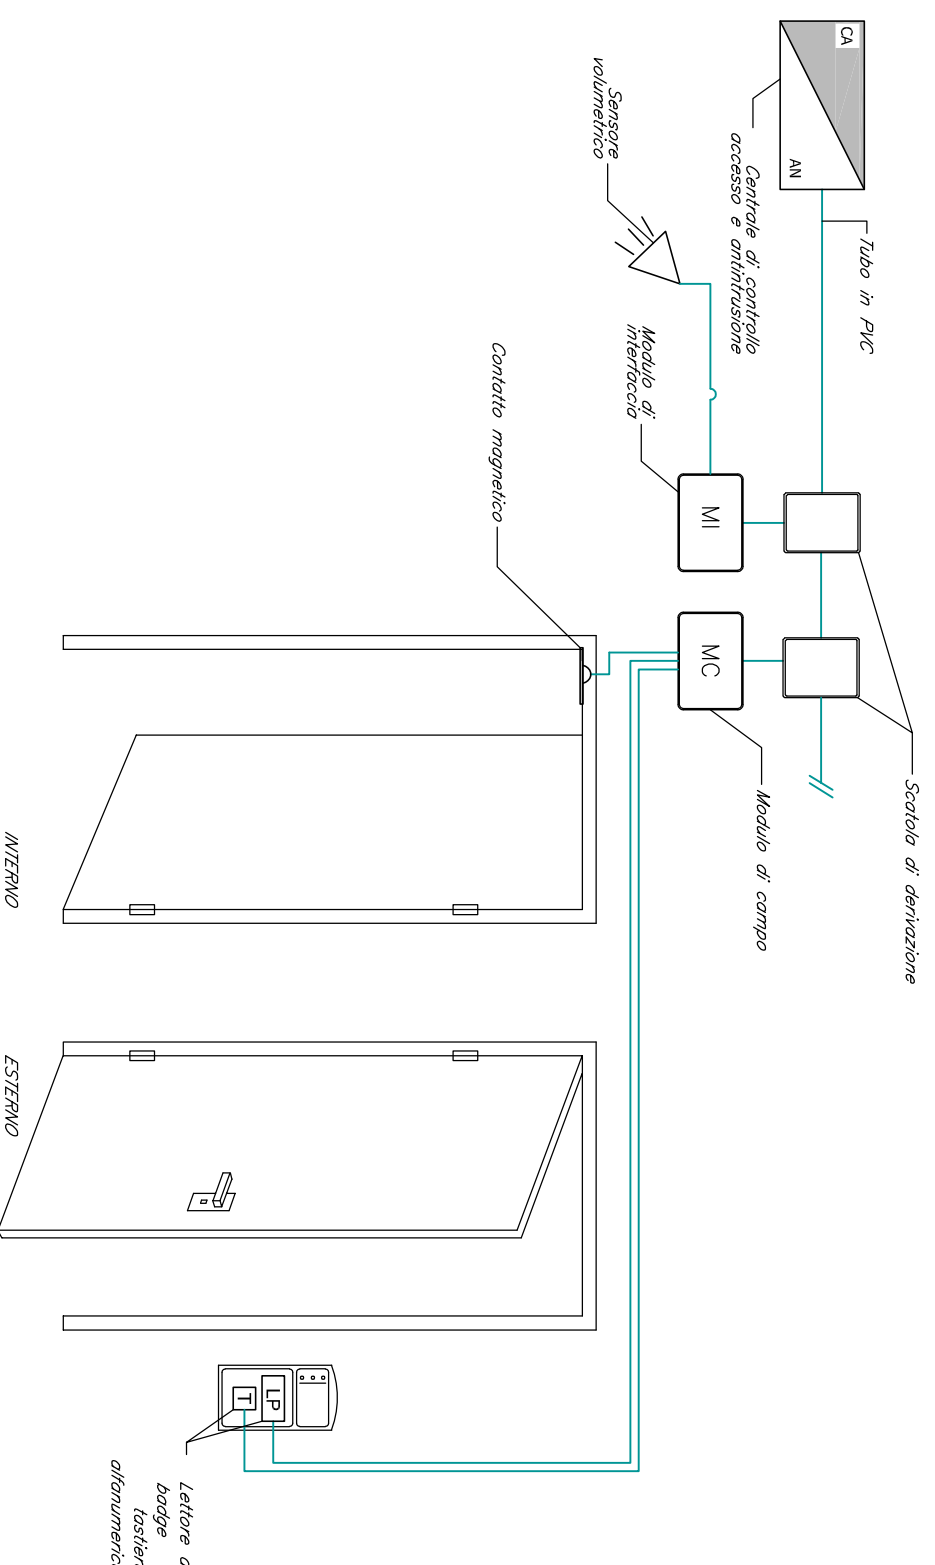 CA
AN
Tubo in PVC
Centrale di controllo
accesso e antintrusione
Sensore
volumetrico
Modulo di
interfaccia
Contatto magnetico
MI
MC
Scatola di derivazione
Modulo di campo
INTERNO
ESTERNO
LP
T
Lettore
badge